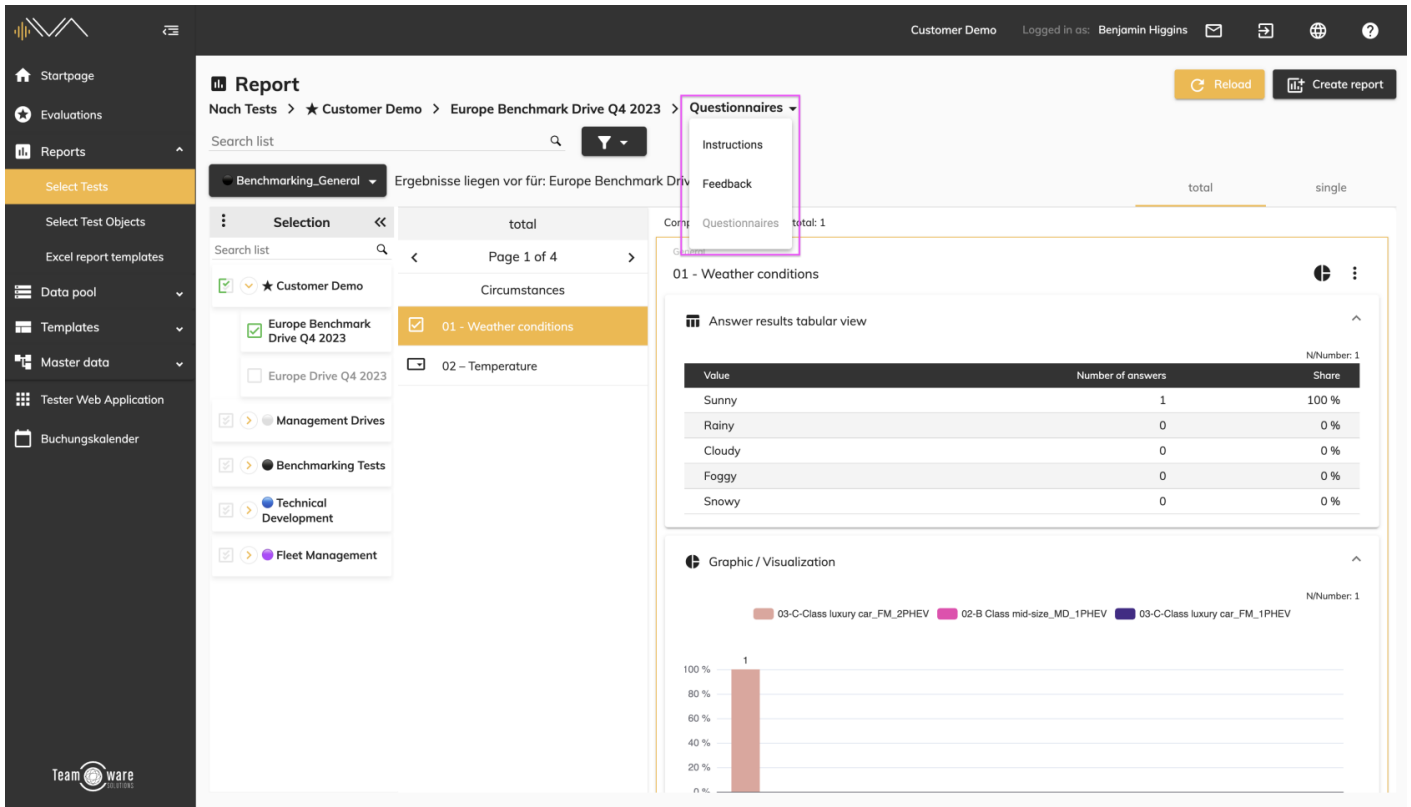 Customer Demo Logged in as: Benjamin Higgins
Startpage
Evaluations
Reports
Select Tests
Select Test Objects
Excel report templates
Data pool
Templates
Master data
Tester Web Application
Buchungskalender
Team ware
SOLUTIONS
Report
Reload
Create report
Nach Tests > ★ Customer Demo > Europe Benchmark Drive Q4 2023 > Questionnaires
Instructions
Feedback
Questionnaires
Search list
Benchmarking_General
Ergebnisse liegen vor für: Europe Benchmark Driv
total single
Selection
Search list
★ Customer Demo
Europe Benchmark
Drive Q4 2023
Europe Drive Q4 2023
Management Drives
Benchmarking Tests
Technical
Development
Fleet Management
total
Page 1 of 4
Circumstances
01 - Weather conditions
02 – Temperature
Comp total: 1
General
01 - Weather conditions
Answer results tabular view
N/Number: 1
Value Number of answers Share
Sunny 1 100 %
Rainy 0 0 %
Cloudy 0 0 %
Foggy 0 0 %
Snowy 0 0 %
Graphic / Visualization
N/Number: 1
03-C-Class luxury car_FM_2PHEV 02-B Class mid-size_MD_1PHEV 03-C-Class luxury car_FM_1PHEV
1
100 %
80 %
60 %
40 %
20 %
0 %